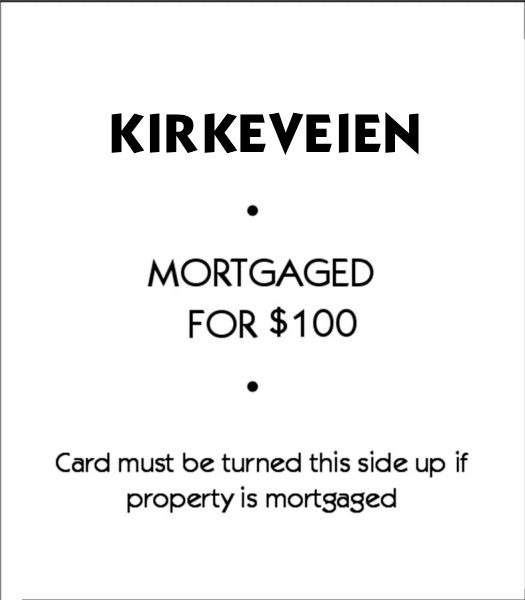 KIRKEVEIEN
•
MORTGAGED
FOR $100
•
Card must be turned this side up if
property is mortgaged